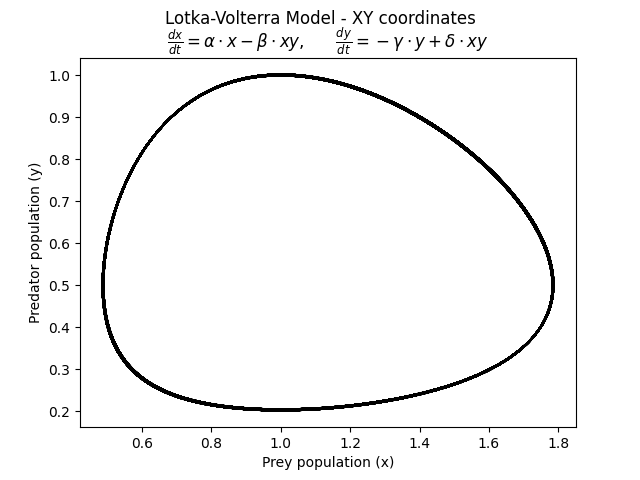 Lotka-Volterra Model - XY coordinates
dx/dt = α · x − β · xy,    dy/dt = − γ · y + δ · xy
1.0
0.9
0.8
0.7
0.6
0.5
0.4
0.3
0.2
Predator population (y)
0.6 0.8 1.0 1.2 1.4 1.6 1.8
Prey population (x)